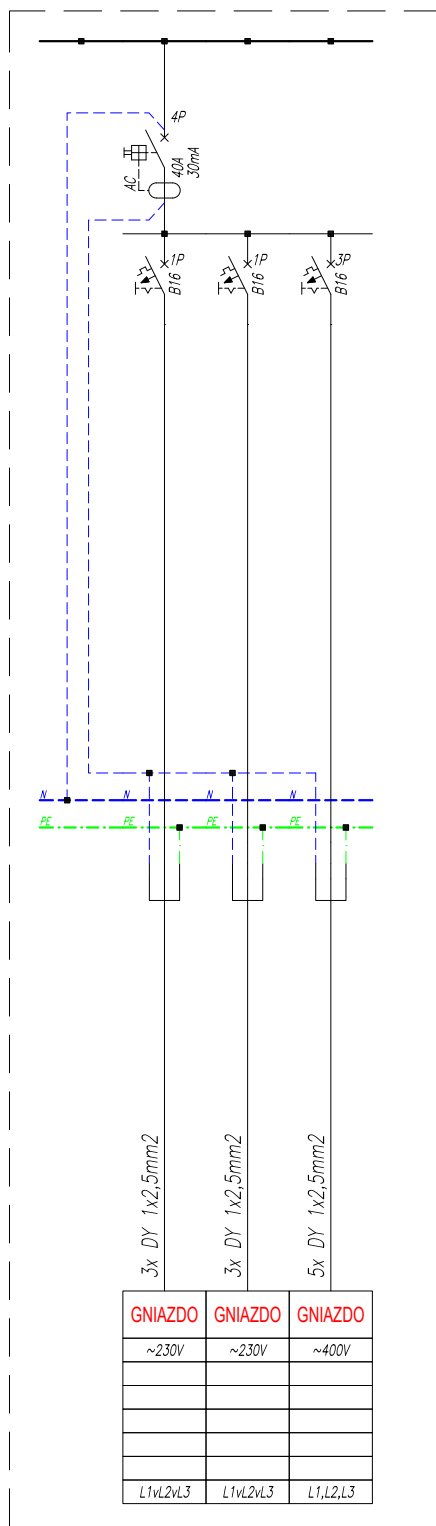 4P
40A
30mA
AC
1P
B16
1P
B16
3P
B16
N N N N
PE PE PE PE
3x DY 1x2,5mm2
3x DY 1x2,5mm2
5x DY 1x2,5mm2
GNIAZDO GNIAZDO GNIAZDO
~230V ~230V ~400V
L1vL2vL3 L1vL2vL3 L1,L2,L3